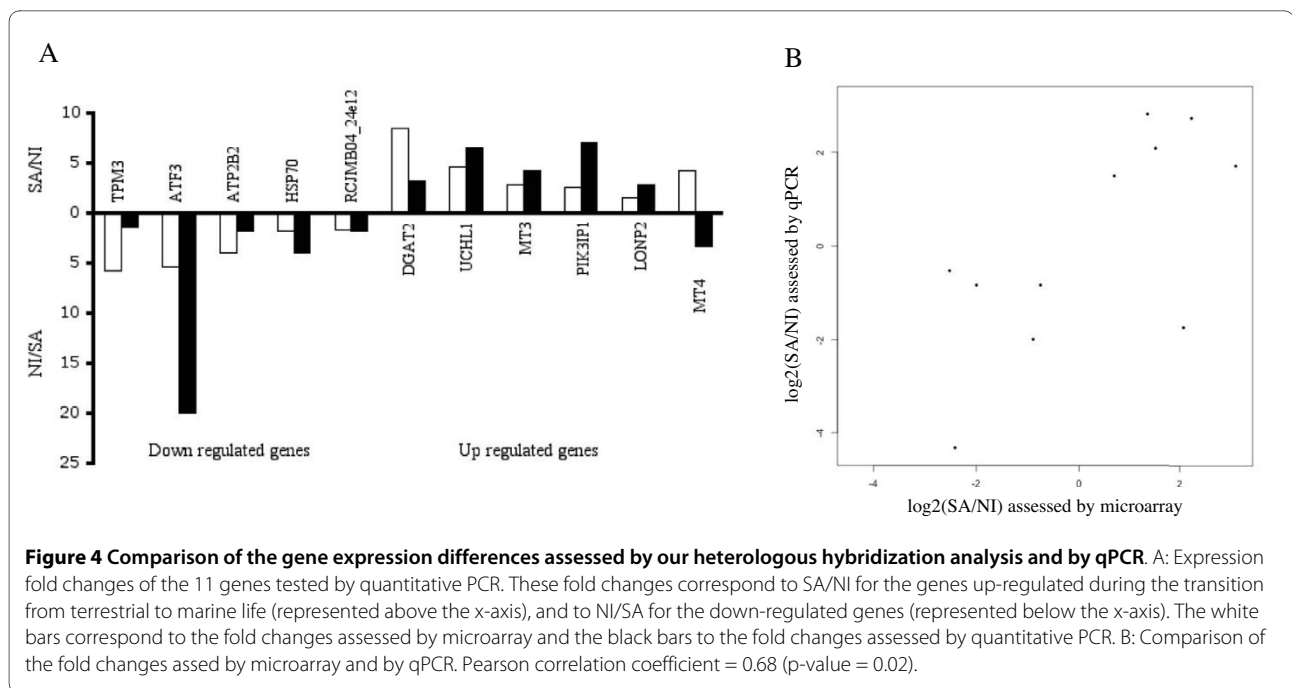 A
B
10
5
0
5
10
15
20
25
SA/NI
NI/SA
TPM3
ATF3
ATP2B2
HSP70
RCJMB04_24e12
DGAT2
UCHL1
MT3
PIK3IP1
LONP2
MT4
Down regulated genes
Up regulated genes
log2(SA/NI) assessed by qPCR
2
0
-2
-4
-4
-2
0
2
log2(SA/NI) assessed by microarray
Figure 4 Comparison of the gene expression differences assessed by our heterologous hybridization analysis and by qPCR. A: Expression
fold changes of the 11 genes tested by quantitative PCR. These fold changes correspond to SA/NI for the genes up-regulated during the transition
from terrestrial to marine life (represented above the x-axis), and to NI/SA for the down-regulated genes (represented below the x-axis). The white
bars correspond to the fold changes assessed by microarray and the black bars to the fold changes assessed by quantitative PCR. B: Comparison of
the fold changes assed by microarray and by qPCR. Pearson correlation coefficient = 0.68 (p-value = 0.02).